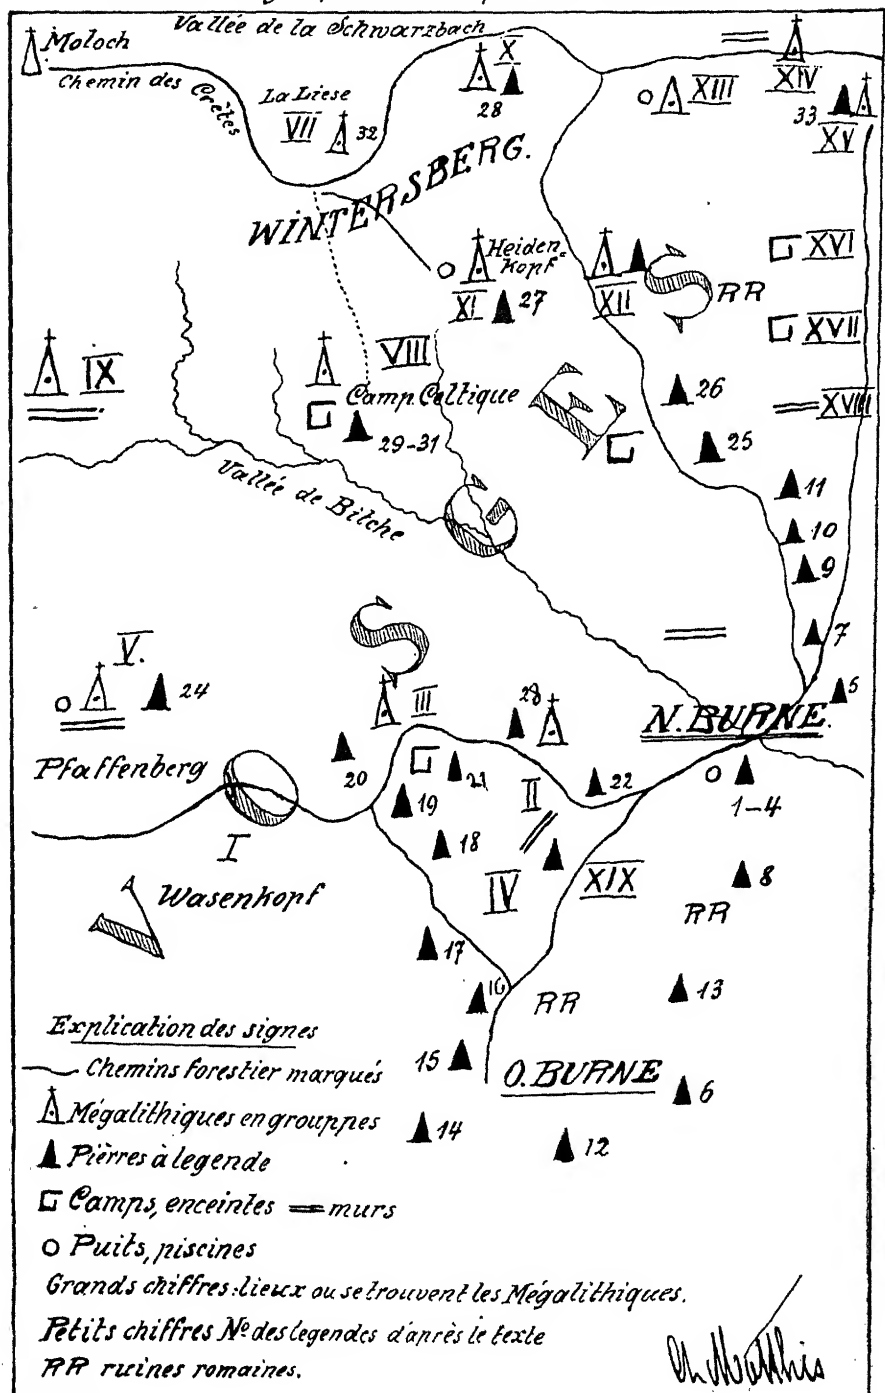 Vallée de la Schwarzbach
Moloch
Chemin des Crêtes
La Liese
VII 32
X
28
XIII
XIV
33
XV
WINTERSBERG.
Heiden=
kopf
XI 27
XII
S RR
XVI
XVII
IX
VIII
Camp. Celtique
29-31
E
26
XVIII
25
11
10
9
7
5
Vallée de Bitche
G
S
V.
24
III
28
N. BURNE.
Pfaffenberg
20
21
22
1-4
O
19
II
I
18
IV
XIX
8
V
Wasenkopf
RR
17
16
RR
13
15
O. BURNE
6
14
12
Explication des signes
Chemins forestier marqués
Mégalithiques en grouppes
Pièrres à legende
Camps, enceintes = murs
Puits, piscines
Grands chiffres: lieux ou se trouvent les Mégalithiques.
Petits chiffres No des legendes d'après le texte
RR ruines romaines.
Ch. Matthis